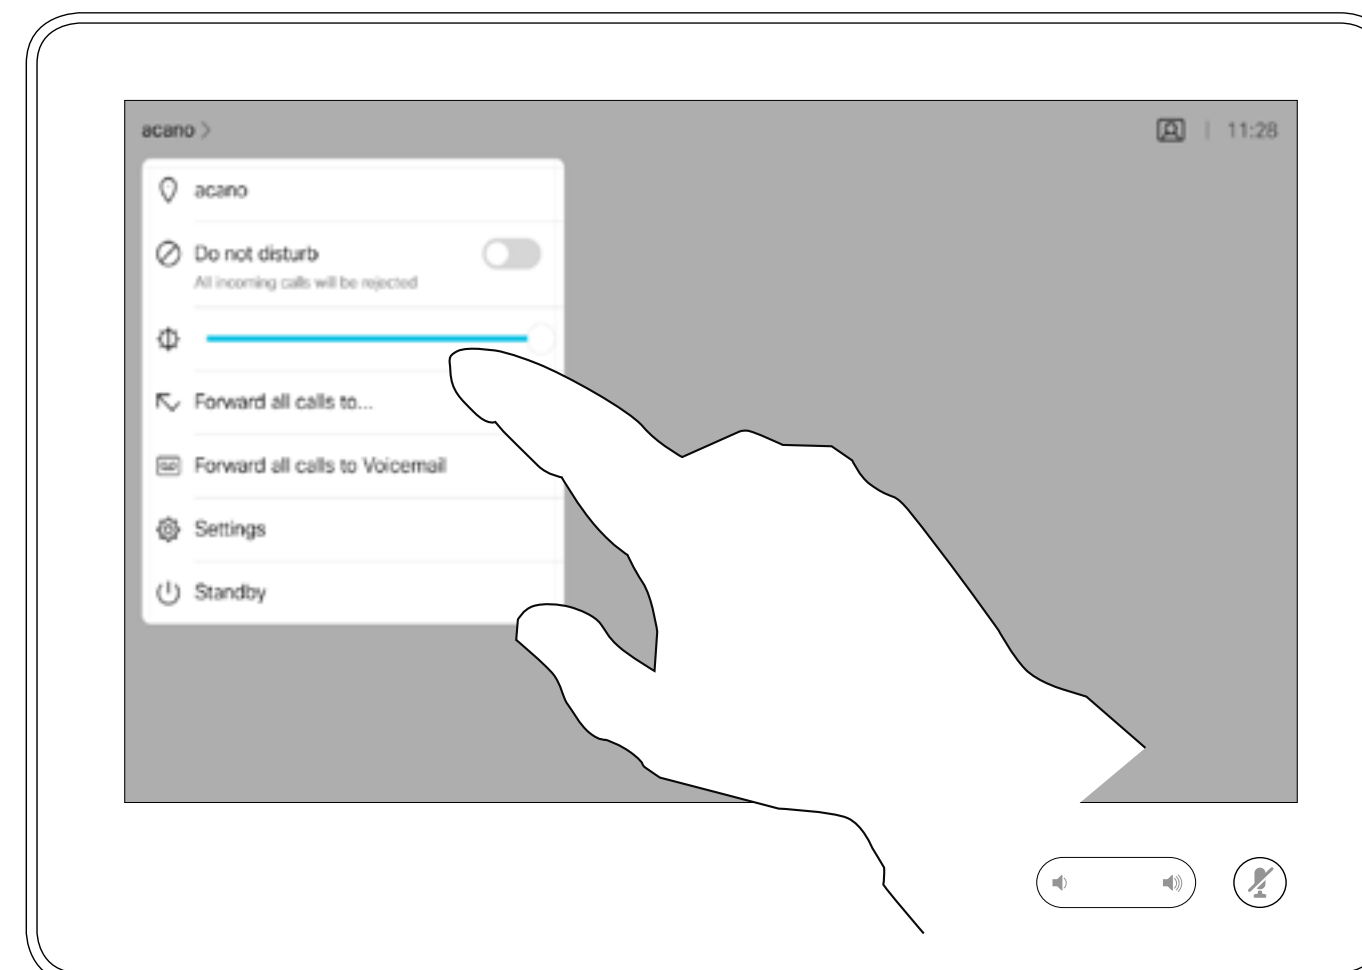 acano >
11:28
acano
Do not disturb
All incoming calls will be rejected
Forward all calls to...
Forward all calls to Voicemail
Settings
Standby